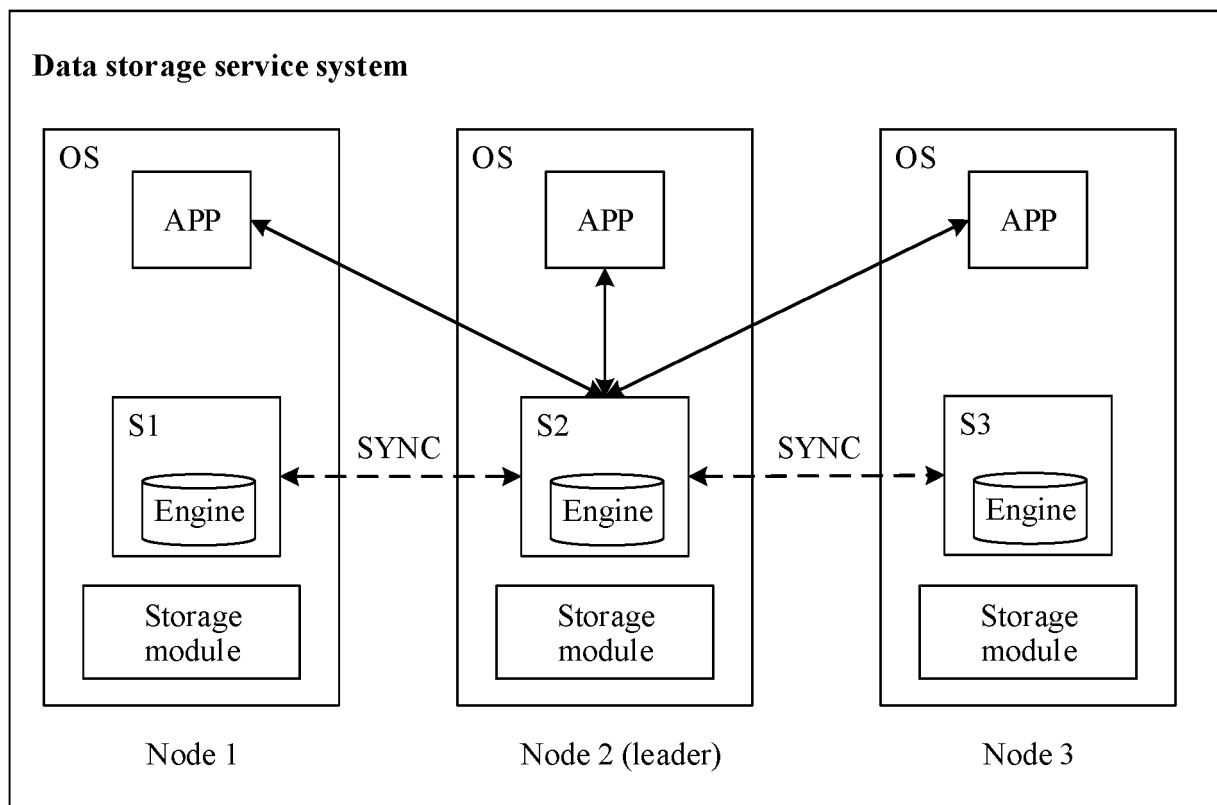 Data storage service system
OS
OS
OS
APP
APP
APP
S1
S2
S3
SYNC
SYNC
Engine
Engine
Engine
Storage
module
Storage
module
Storage
module
Node 1
Node 2 (leader)
Node 3